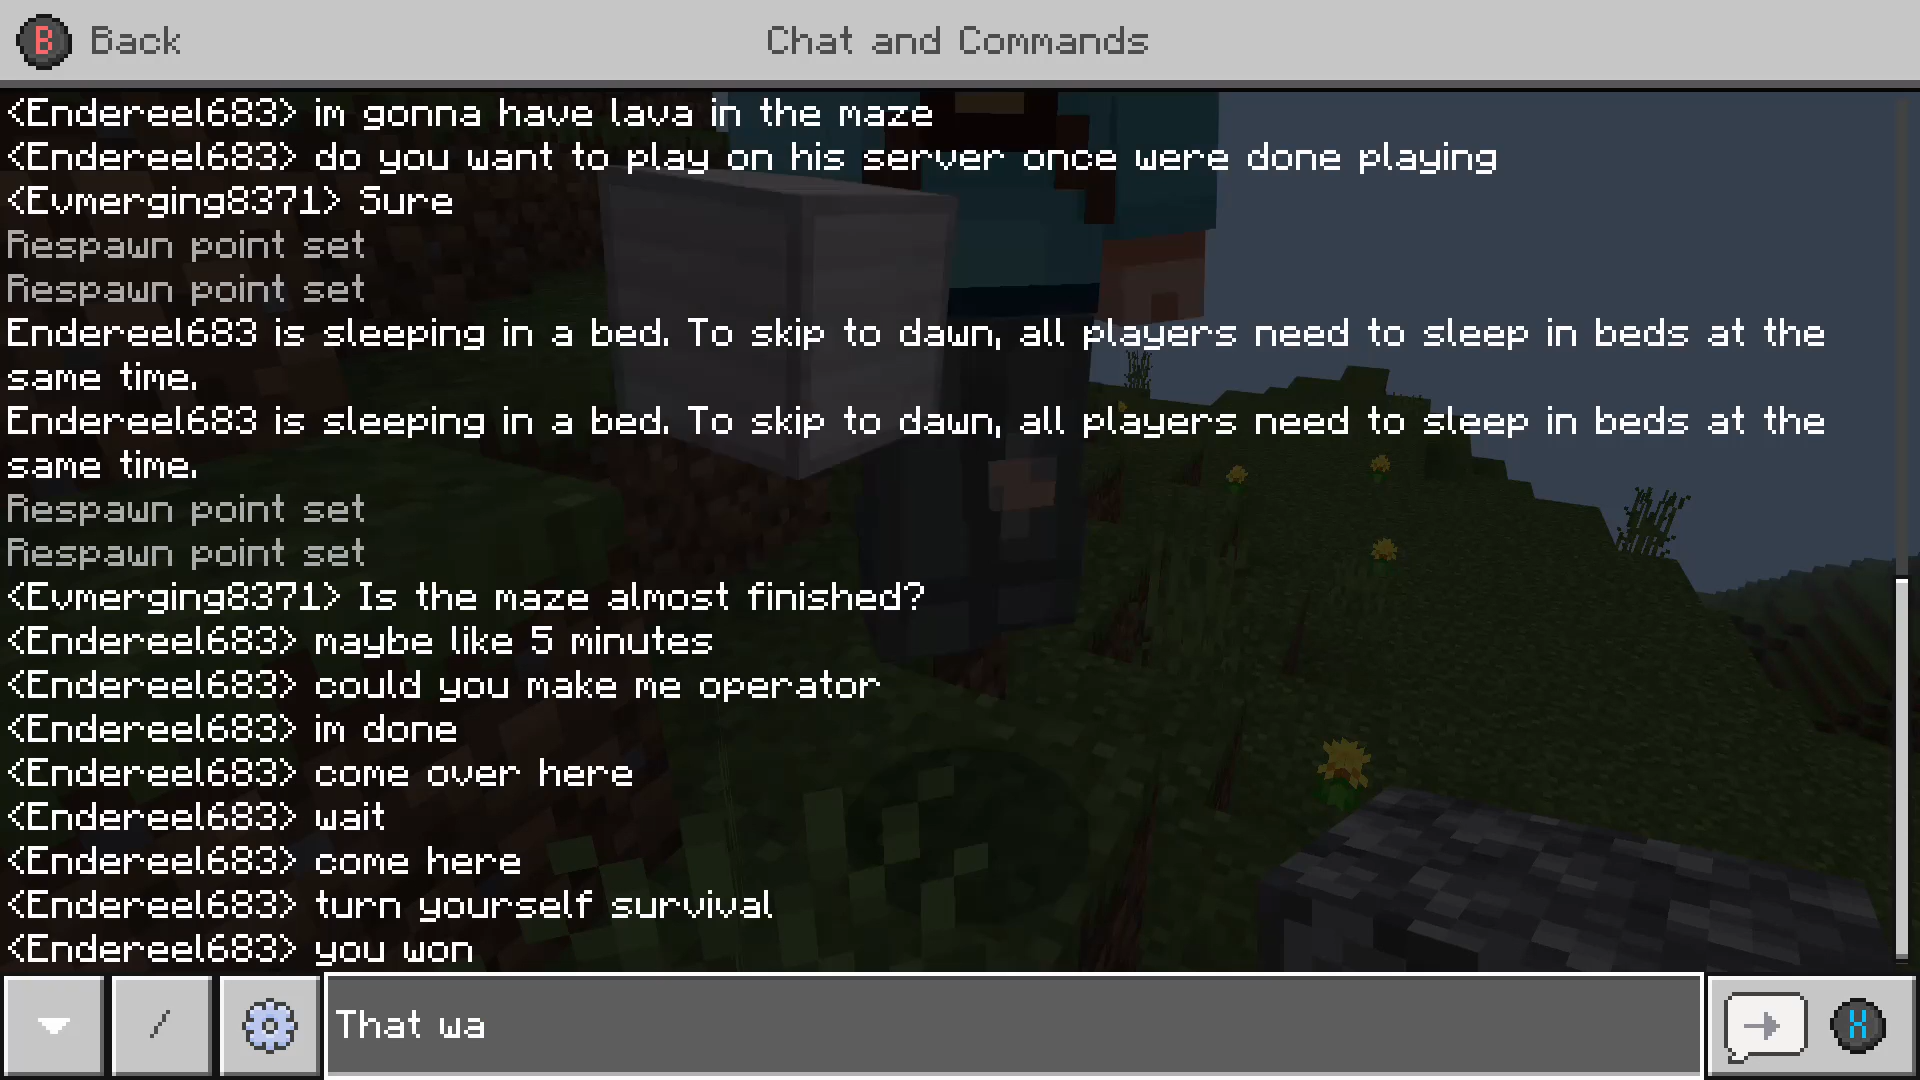 B Back
Chat and Commands
<Endereel683> im gonna have lava in the maze
<Endereel683> do you want to play on his server once were done playing
<Evmerging8371> Sure
Respawn point set
Respawn point set
Endereel683 is sleeping in a bed. To skip to dawn, all players need to sleep in beds at the
same time.
Endereel683 is sleeping in a bed. To skip to dawn, all players need to sleep in beds at the
same time.
Respawn point set
Respawn point set
<Evmerging8371> Is the maze almost finished?
<Endereel683> maybe like 5 minutes
<Endereel683> could you make me operator
<Endereel683> im done
<Endereel683> come over here
<Endereel683> wait
<Endereel683> come here
<Endereel683> turn yourself survival
<Endereel683> you won
/ That wa X